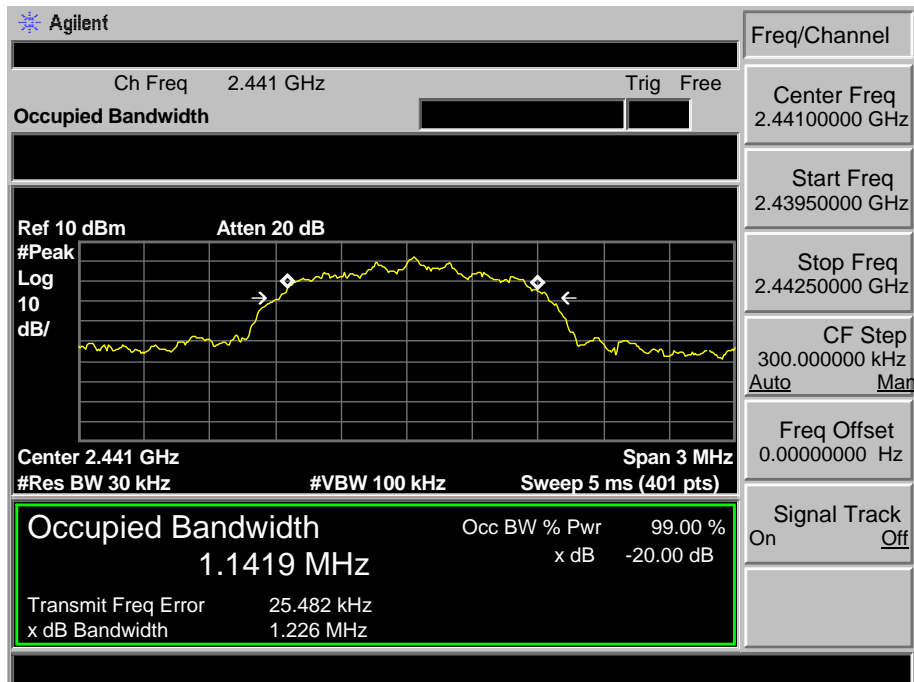 Agilent
Freq/Channel
Ch Freq 2.441 GHz Trig Free
Occupied Bandwidth
Center Freq
2.44100000 GHz
Start Freq
2.43950000 GHz
Stop Freq
2.44250000 GHz
CF Step
300.000000 kHz
Auto Man
Freq Offset
0.00000000 Hz
Signal Track
On Off
Ref 10 dBm Atten 20 dB
#Peak
Log
10
dB/
Center 2.441 GHz Span 3 MHz
#Res BW 30 kHz #VBW 100 kHz Sweep 5 ms (401 pts)
Occupied Bandwidth Occ BW % Pwr 99.00 %
1.1419 MHz x dB -20.00 dB
Transmit Freq Error 25.482 kHz
x dB Bandwidth 1.226 MHz